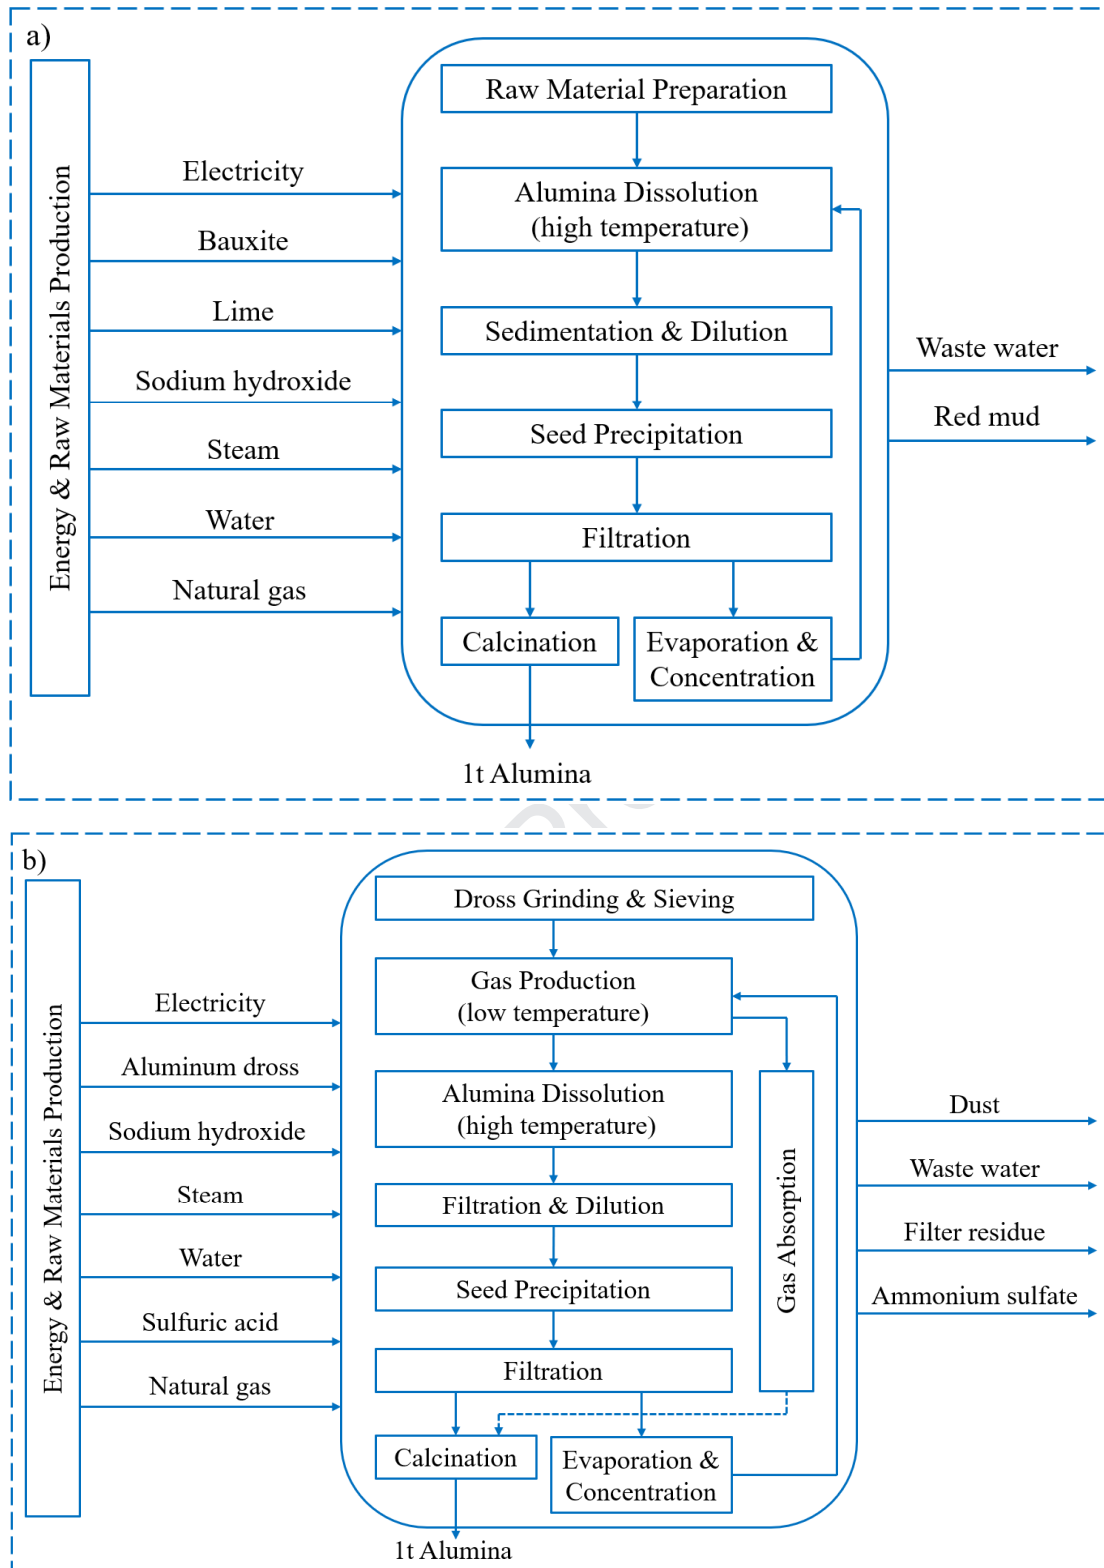 a)
Energy & Raw Materials Production
Electricity
Bauxite
Lime
Sodium hydroxide
Steam
Water
Natural gas
Raw Material Preparation
Alumina Dissolution
(high temperature)
Sedimentation & Dilution
Seed Precipitation
Filtration
Calcination
Evaporation &
Concentration
1t Alumina
Waste water
Red mud
b)
Energy & Raw Materials Production
Electricity
Aluminum dross
Sodium hydroxide
Steam
Water
Sulfuric acid
Natural gas
Dross Grinding & Sieving
Gas Production
(low temperature)
Alumina Dissolution
(high temperature)
Filtration & Dilution
Seed Precipitation
Filtration
Calcination
Evaporation &
Concentration
Gas Absorption
1t Alumina
Dust
Waste water
Filter residue
Ammonium sulfate